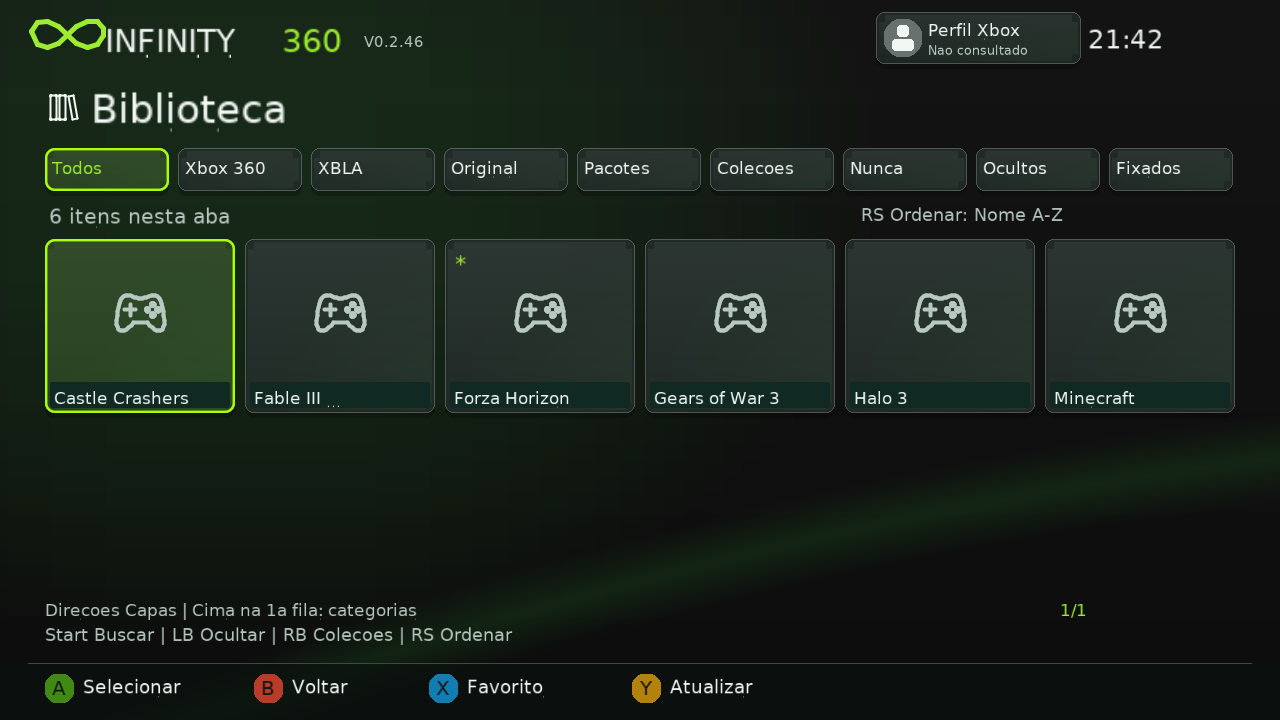 INFINITY 360 V0.2.46
Perfil Xbox
Nao consultado
21:42
Biblioteca
Todos Xbox 360 XBLA Original Pacotes Colecoes Nunca Ocultos Fixados
6 itens nesta aba
RS Ordenar: Nome A-Z
*
Castle Crashers Fable III ... Forza Horizon Gears of War 3 Halo 3 Minecraft
Direcoes Capas | Cima na 1a fila: categorias
1/1
Start Buscar | LB Ocultar | RB Colecoes | RS Ordenar
A Selecionar B Voltar X Favorito Y Atualizar